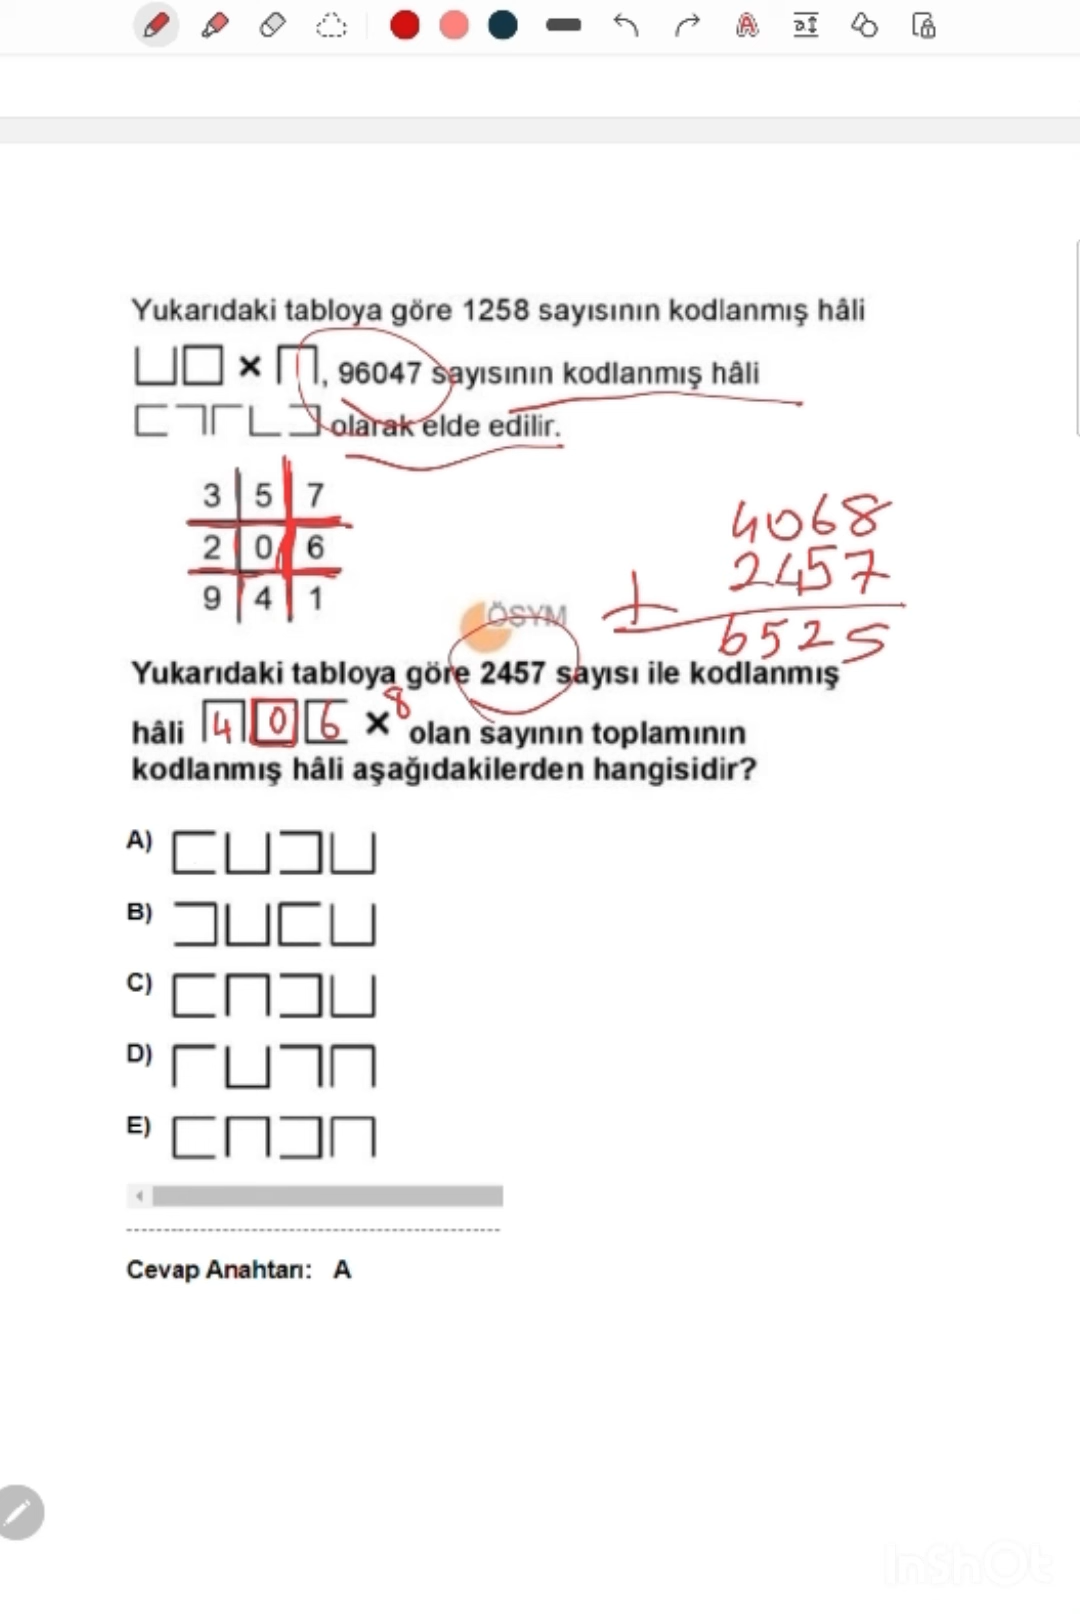 Yukarıdaki tabloya göre 1258 sayısının kodlanmış hâli
×, 96047 sayısının kodlanmış hâli
olarak elde edilir.
3 5 7
2 0 6
9 4 1
4068
2457
+
6525
ÖSYM
Yukarıdaki tabloya göre 2457 sayısı ile kodlanmış
hâli 4 0 6 × 8 olan sayının toplamının
kodlanmış hâli aşağıdakilerden hangisidir?
A)
B)
C)
D)
E)
Cevap Anahtarı: A
InShOt